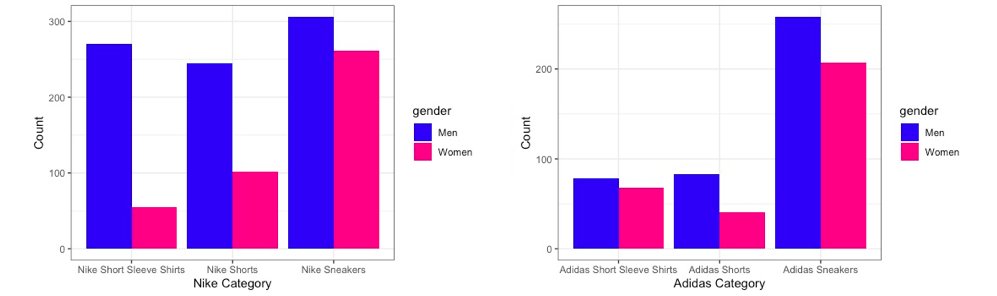 300
200
100
0
Count
Nike Short Sleeve Shirts
Nike Shorts
Nike Sneakers
Nike Category
gender
Men
Women
200
100
0
Count
Adidas Short Sleeve Shirts
Adidas Shorts
Adidas Sneakers
Adidas Category
gender
Men
Women